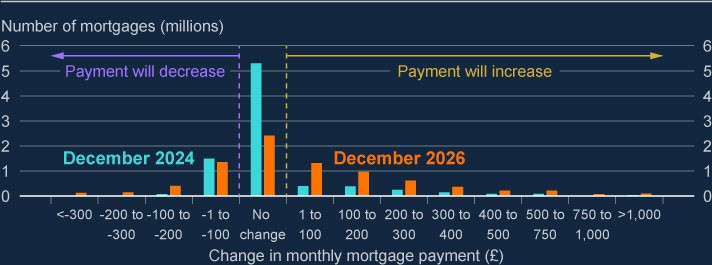 Number of mortgages (millions)
6 6
Payment will decrease Payment will increase
5 5
4 4
3 3
2 2
December 2024 December 2026
1 1
0 0
<-300 -200 to -100 to -1 to No 1 to 100 to 200 to 300 to 400 to 500 to 750 to >1,000
-300 -200 -100 change 100 200 300 400 500 750 1,000
Change in monthly mortgage payment (£)